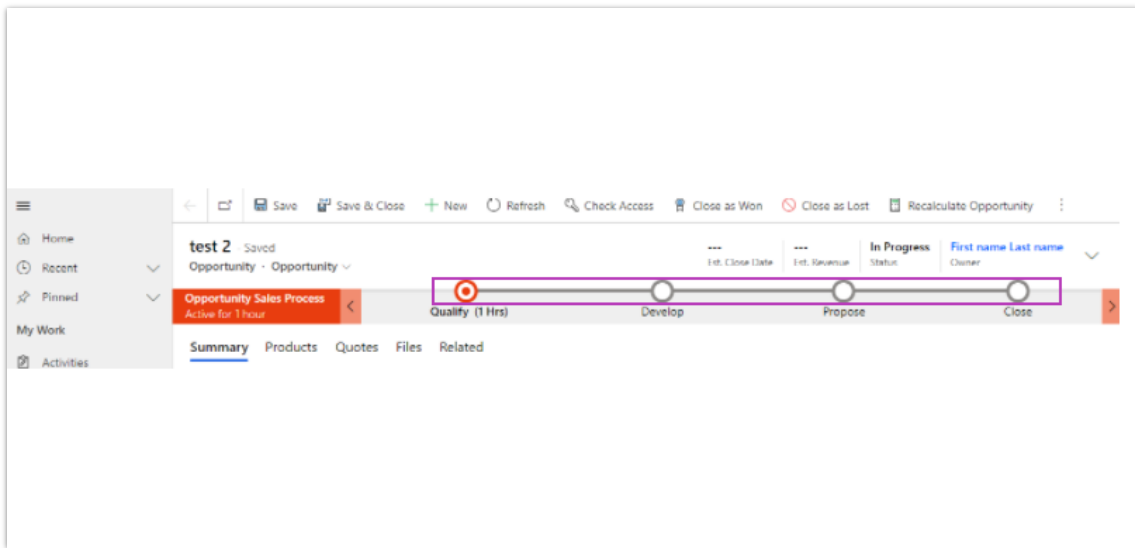 Save Save & Close New Refresh Check Access Close as Won Close as Lost Recalculate Opportunity
Home
Recent
Pinned
My Work
Activities
test 2 - Saved
Opportunity · Opportunity
---
Est. Close Date
---
Est. Revenue
In Progress
Status
First name Last name
Owner
Opportunity Sales Process
Active for 1 hour
Qualify (1 Hrs)
Develop
Propose
Close
Summary Products Quotes Files Related